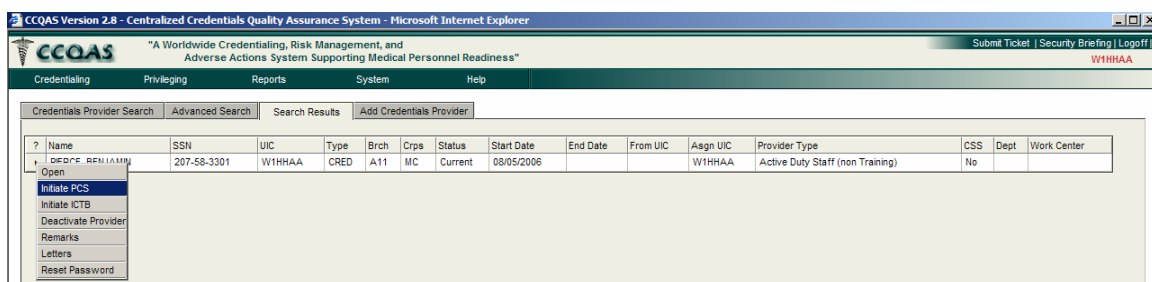 CCQAS Version 2.8 - Centralized Credentials Quality Assurance System - Microsoft Internet Explorer
CCQAS "A Worldwide Credentialing, Risk Management, and Submit Ticket | Security Briefing | Logoff |
Adverse Actions System Supporting Medical Personnel Readiness" W1HHAA
Credentialing Privileging Reports System Help
Credentials Provider Search Advanced Search Search Results Add Credentials Provider
? Name SSN UIC Type Brch Crps Status Start Date End Date From UIC Asgn UIC Provider Type CSS Dept Work Center
PIERCE, BENJAMIN 207-58-3301 W1HHAA CRED A11 MC Current 08/05/2006 W1HHAA Active Duty Staff (non Training) No
Open
Initiate PCS
Initiate ICTB
Deactivate Provider
Remarks
Letters
Reset Password